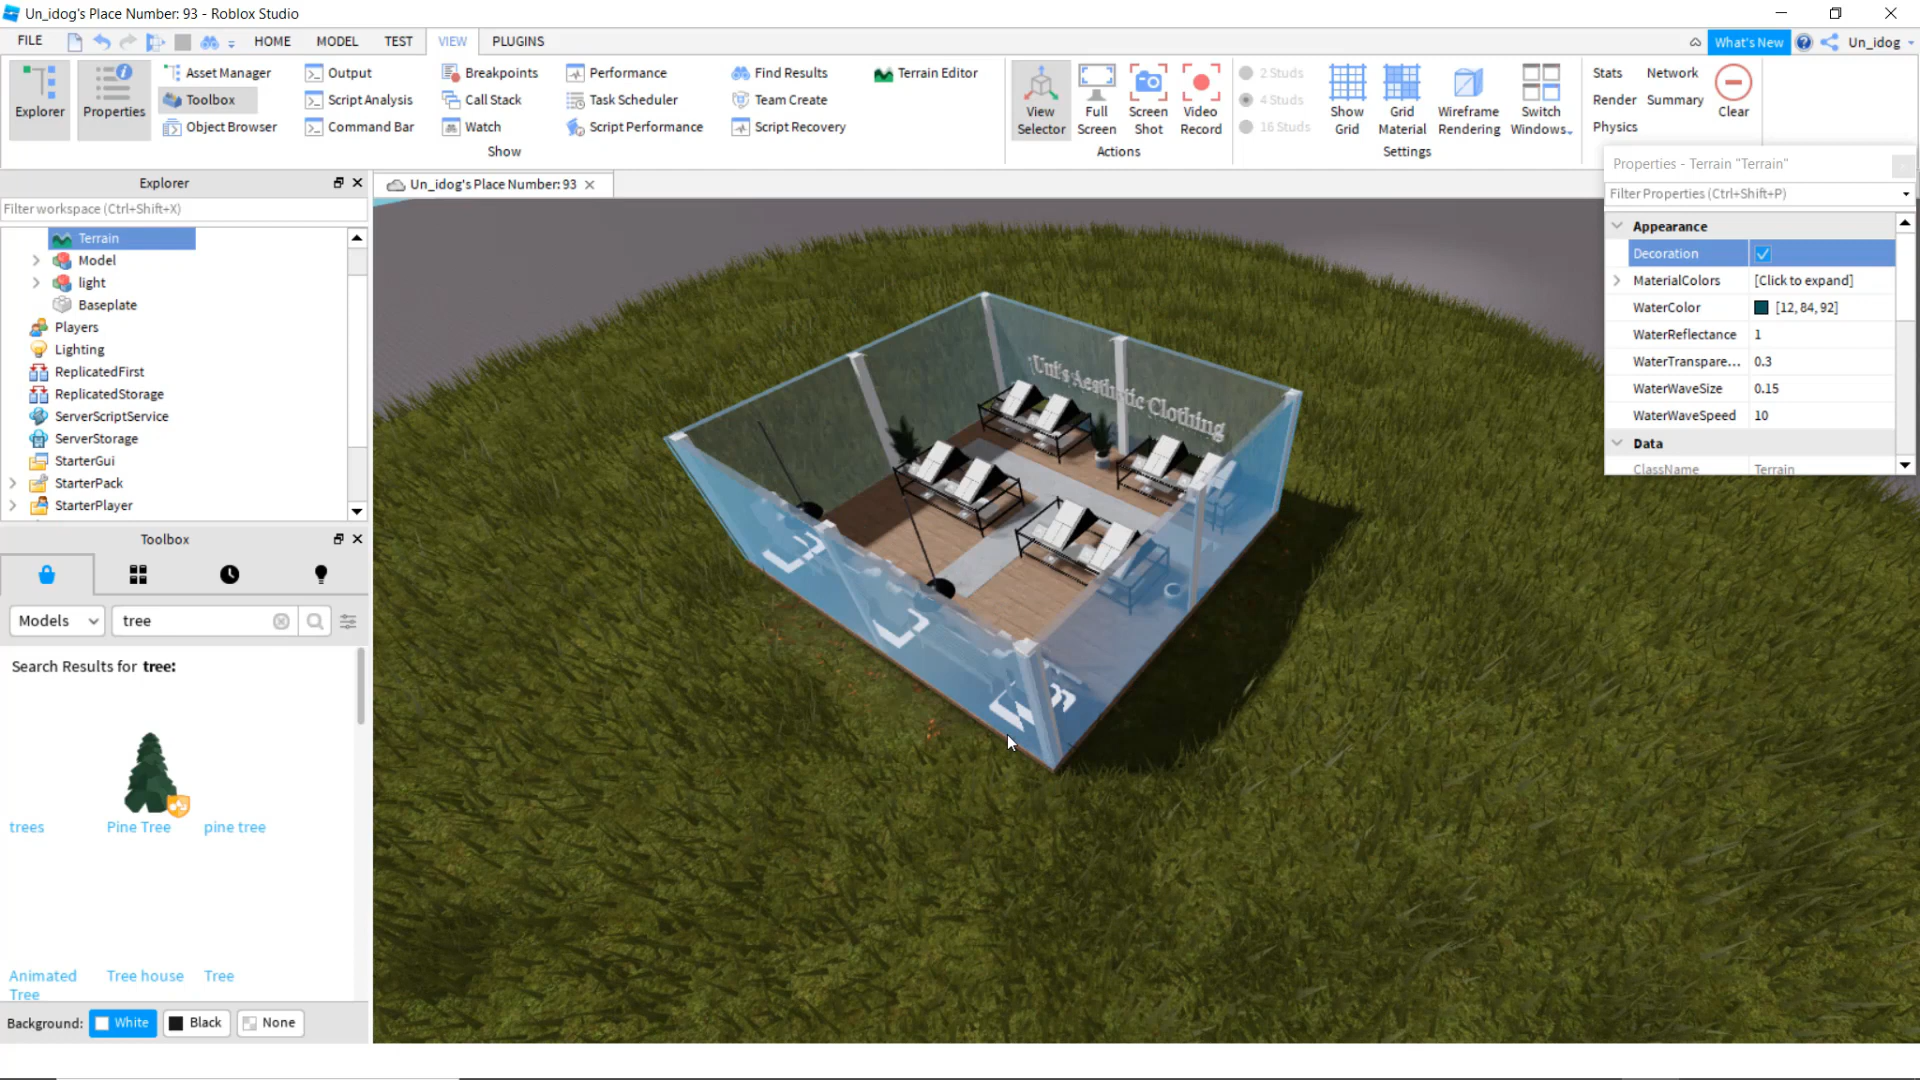 Un_idog's Place Number: 93 - Roblox Studio
FILE
HOME
MODEL
TEST
VIEW
PLUGINS
What's New
Un_idog
Explorer
Properties
Asset Manager
Toolbox
Object Browser
Output
Script Analysis
Command Bar
Breakpoints
Call Stack
Watch
Performance
Task Scheduler
Script Performance
Find Results
Team Create
Script Recovery
Terrain Editor
Show
View Selector
Full Screen
Screen Shot
Video Record
Actions
2 Studs
4 Studs
16 Studs
Show Grid
Grid Material
Wireframe Rendering
Switch Windows
Settings
Stats
Network
Render
Summary
Physics
Clear
Explorer
Filter workspace (Ctrl+Shift+X)
Terrain
Model
light
Baseplate
Players
Lighting
ReplicatedFirst
ReplicatedStorage
ServerScriptService
ServerStorage
StarterGui
StarterPack
StarterPlayer
Un_idog's Place Number: 93
Properties - Terrain "Terrain"
Filter Properties (Ctrl+Shift+P)
Appearance
Decoration
MaterialColors [Click to expand]
WaterColor [12, 84, 92]
WaterReflectance 1
WaterTranspare... 0.3
WaterWaveSize 0.15
WaterWaveSpeed 10
Data
ClassName Terrain
Uni's Aesthetic Clothing
Toolbox
Models
tree
Search Results for tree:
trees
Pine Tree
pine tree
Animated Tree
Tree house
Tree
Background:
White
Black
None